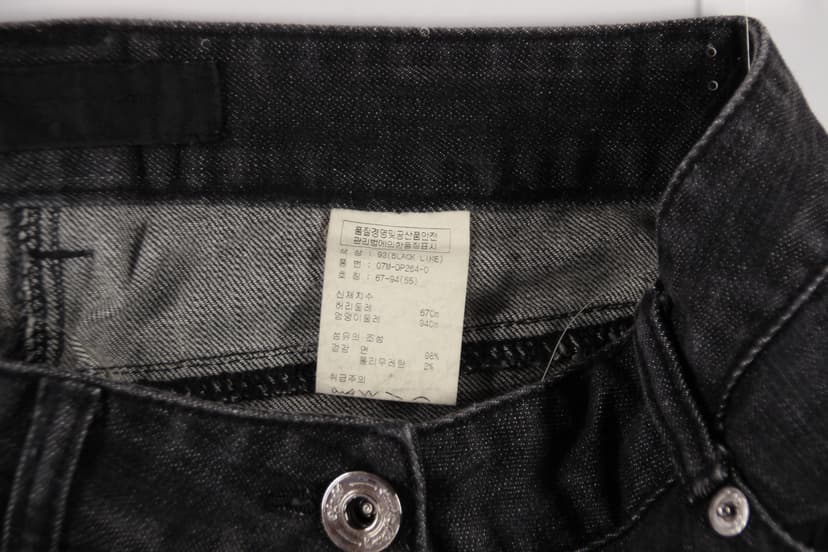 품질경영및공산품안전
관리법에의한품질표시
색 상 : 93(BLACK LIKE)
품 번 : 07M-DP264-D
호 칭 : 67-94(55)
신체치수
허리둘레 67Cm
엉덩이둘레 94Cm
섬유의 조성
겉감 면 98%
폴리우레탄 2%
취급주의